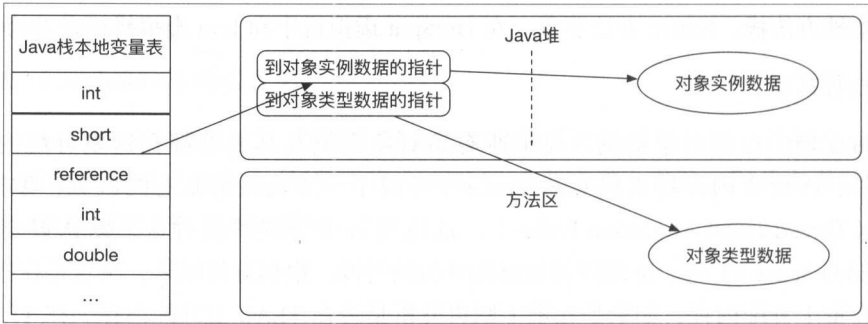 Java栈本地变量表
int
short
reference
int
double
…
Java堆
到对象实例数据的指针
到对象类型数据的指针
对象实例数据
方法区
对象类型数据